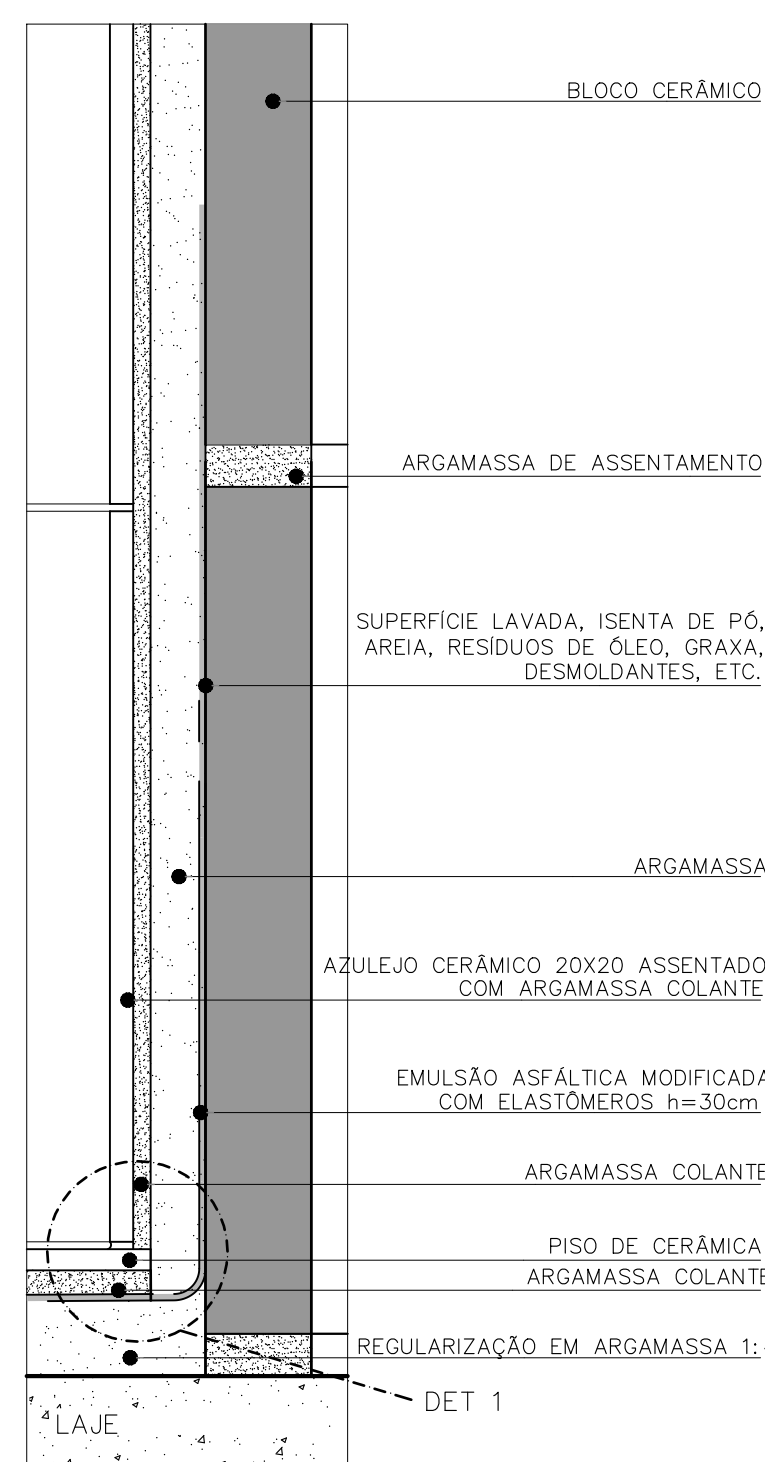 BLOCO CERÂMICO
ARGAMASSA DE ASSENTAMENTO
SUPERFÍCIE LAVADA, ISENTA DE PÓ,
AREIA, RESÍDUOS DE ÓLEO, GRAXA,
DESMOLDANTES, ETC.
ARGAMASSA
AZULEJO CERÂMICO 20X20 ASSENTADO
COM ARGAMASSA COLANTE
EMULSÃO ASFÁLTICA MODIFICADA
COM ELASTÔMEROS h=30cm
ARGAMASSA COLANTE
PISO DE CERÂMICA
ARGAMASSA COLANTE
REGULARIZAÇÃO EM ARGAMASSA 1:
DET 1
LAJE